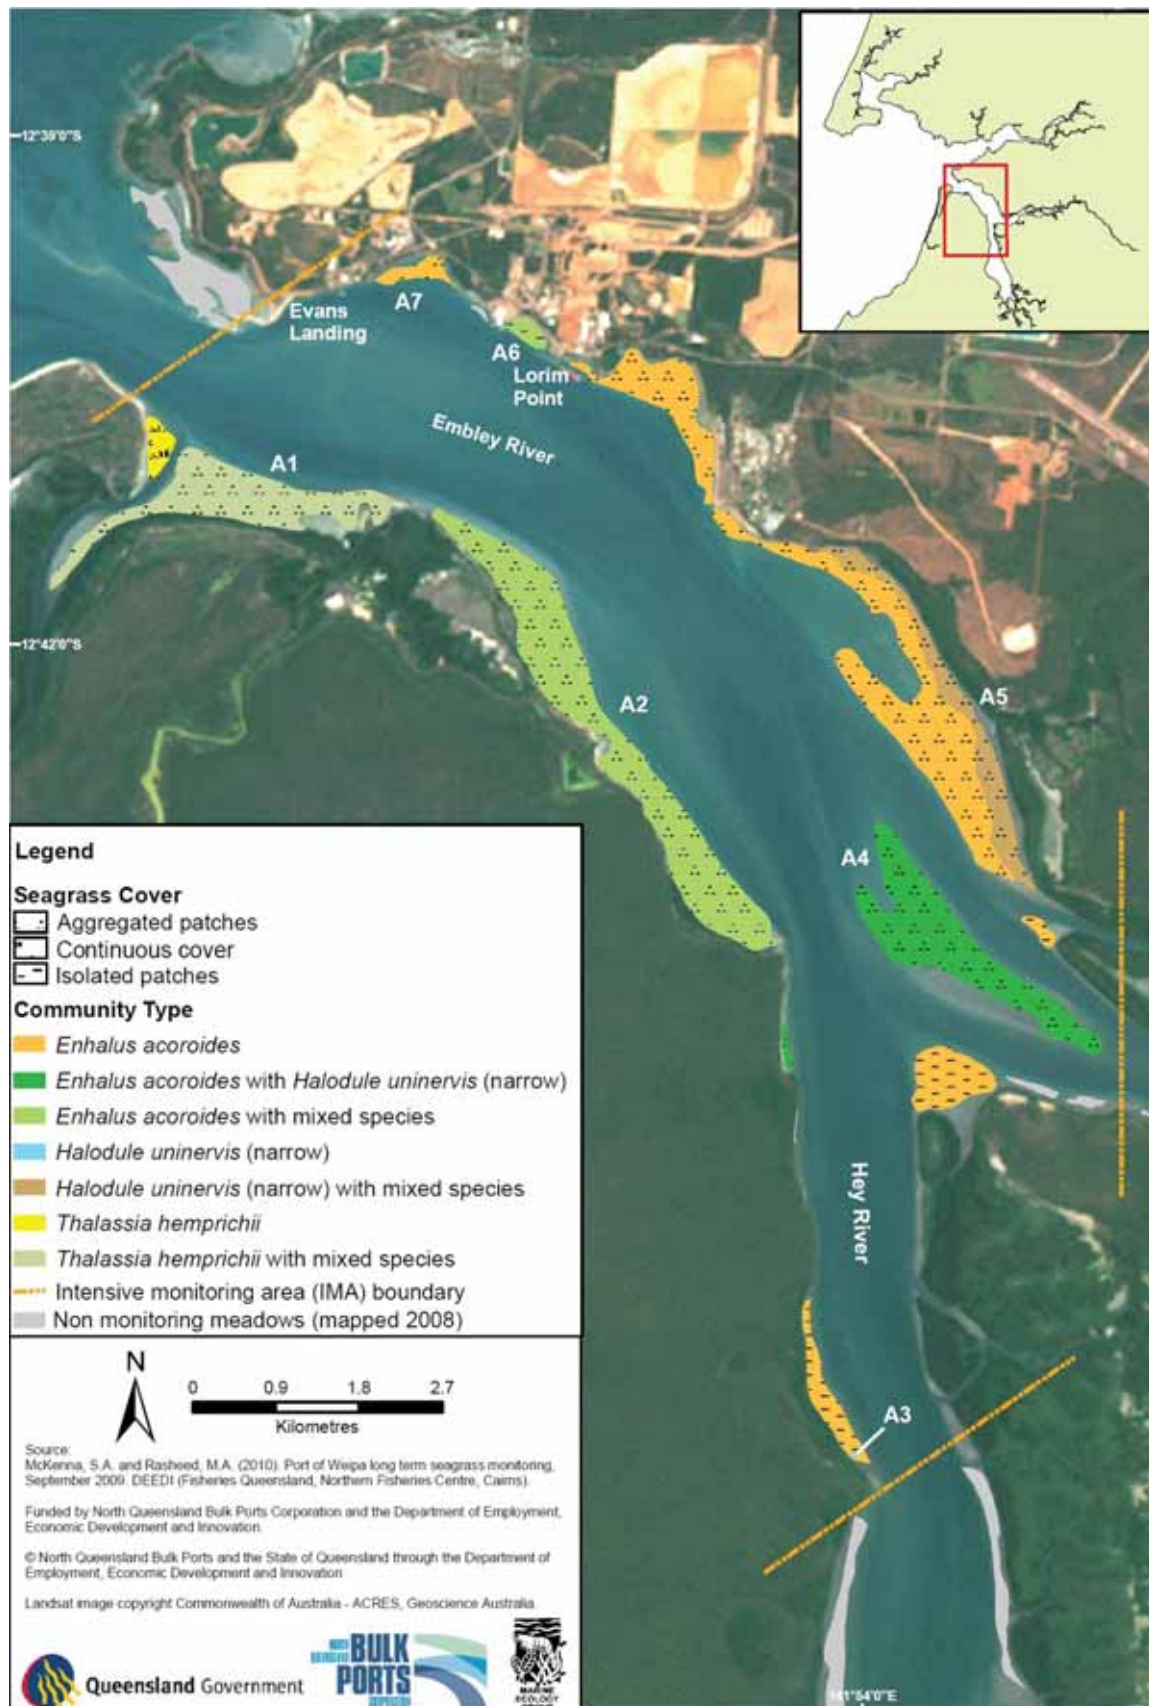 12°39'0"S
Evans
Landing
A7
A6
Lorim
Point
Embley River
A1
12°42'0"S
A2
A5
A4
Hey River
A3
Legend
Seagrass Cover
Aggregated patches
Continuous cover
Isolated patches
Community Type
Enhalus acoroides
Enhalus acoroides with Halodule uninervis (narrow)
Enhalus acoroides with mixed species
Halodule uninervis (narrow)
Halodule uninervis (narrow) with mixed species
Thalassia hemprichii
Thalassia hemprichii with mixed species
Intensive monitoring area (IMA) boundary
Non monitoring meadows (mapped 2008)
N
0 0.9 1.8 2.7
Kilometres
Source:
McKenna, S.A. and Rasheed, M.A. (2010). Port of Weipa long term seagrass monitoring,
September 2009. DEEDI (Fisheries Queensland, Northern Fisheries Centre, Cairns).
Funded by North Queensland Bulk Ports Corporation and the Department of Employment,
Economic Development and Innovation.
© North Queensland Bulk Ports and the State of Queensland through the Department of
Employment, Economic Development and Innovation
Landsat image copyright Commonwealth of Australia - ACRES, Geoscience Australia
Queensland Government
BULK
PORTS
MARINE
ECOLOGY
141°54'0"E